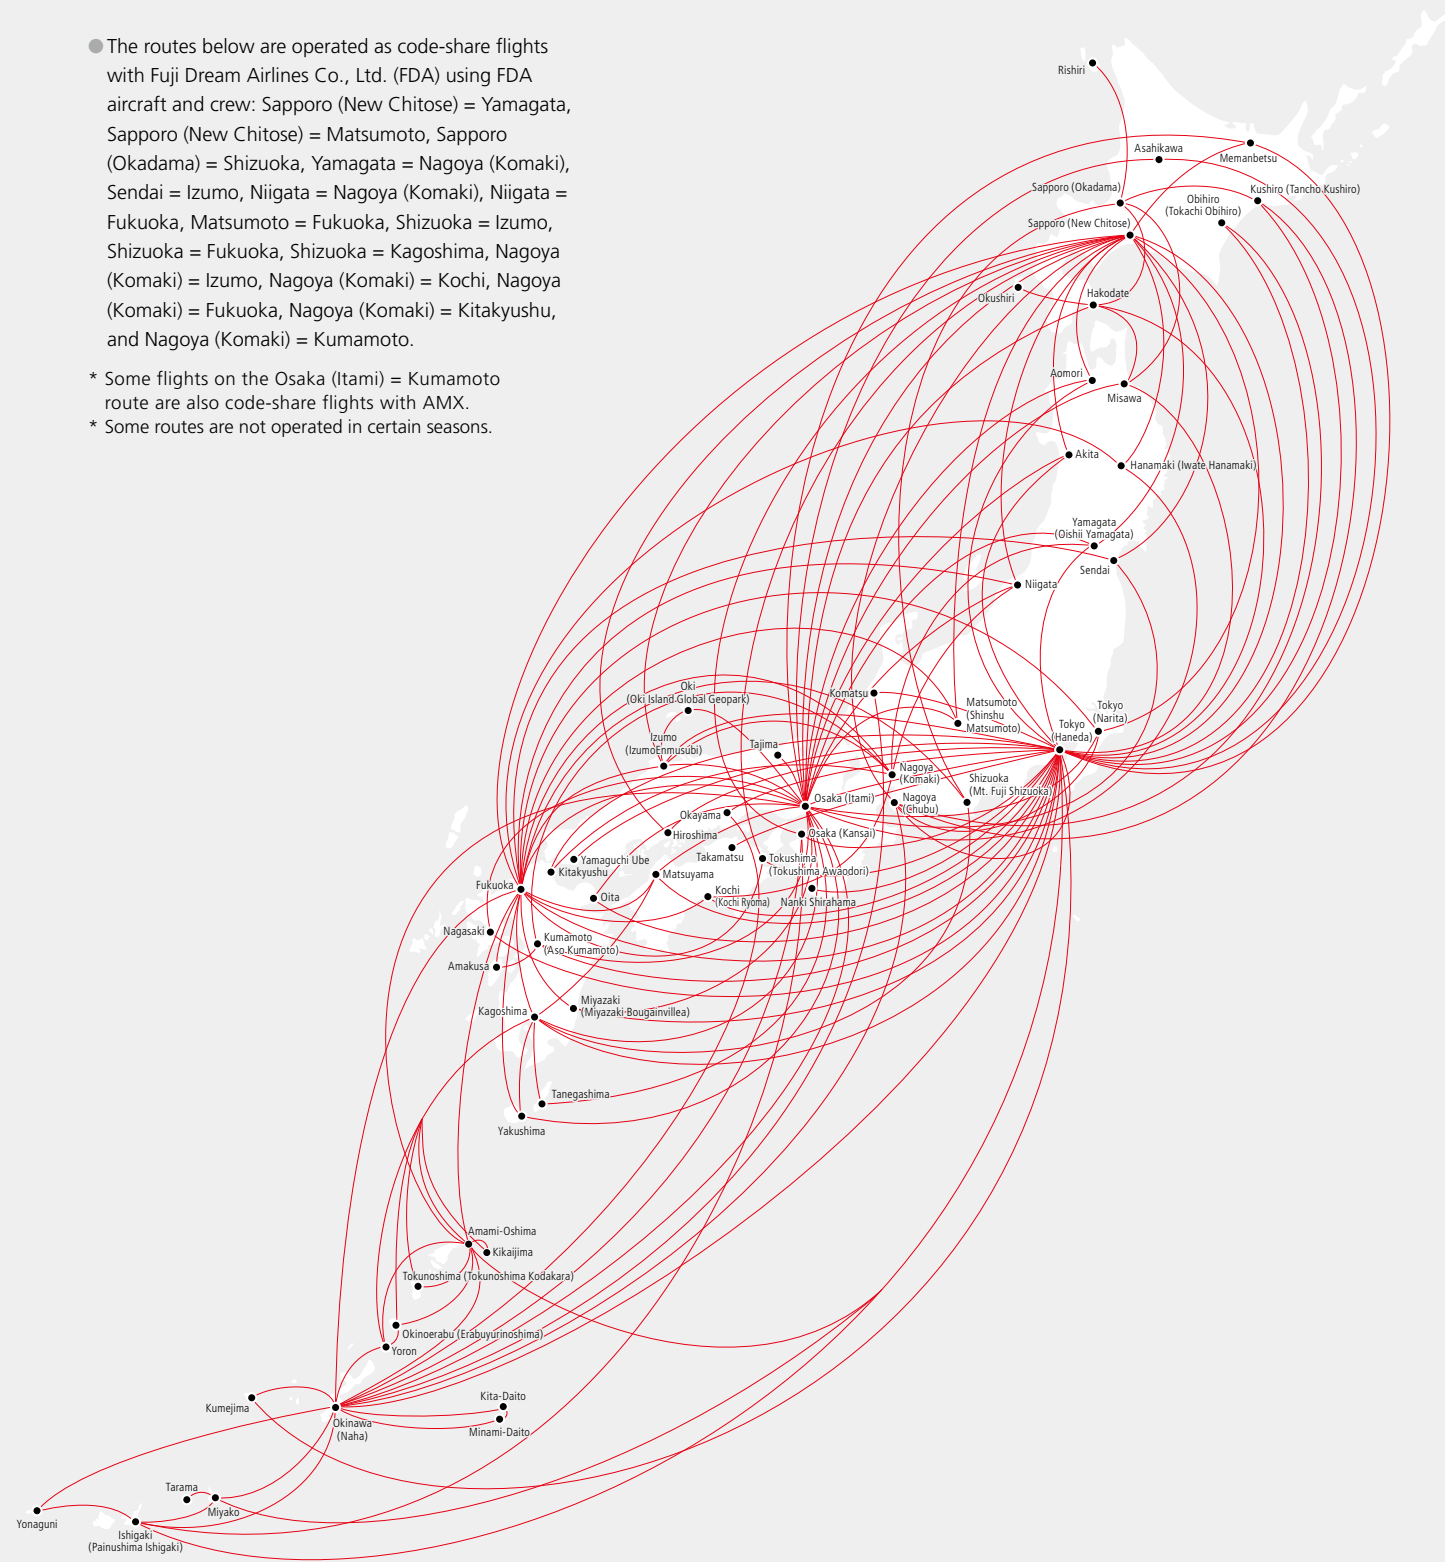 The routes below are operated as code-share flights
with Fuji Dream Airlines Co., Ltd. (FDA) using FDA
aircraft and crew: Sapporo (New Chitose) = Yamagata,
Sapporo (New Chitose) = Matsumoto, Sapporo
(Okadama) = Shizuoka, Yamagata = Nagoya (Komaki),
Sendai = Izumo, Niigata = Nagoya (Komaki), Niigata =
Fukuoka, Matsumoto = Fukuoka, Shizuoka = Izumo,
Shizuoka = Fukuoka, Shizuoka = Kagoshima, Nagoya
(Komaki) = Izumo, Nagoya (Komaki) = Kochi, Nagoya
(Komaki) = Fukuoka, Nagoya (Komaki) = Kitakyushu,
and Nagoya (Komaki) = Kumamoto.
* Some flights on the Osaka (Itami) = Kumamoto
route are also code-share flights with AMX.
* Some routes are not operated in certain seasons.
Rishiri
Asahikawa
Memanbetsu
Sapporo (Okadama)
Kushiro (Tancho Kushiro)
Obihiro
(Tokachi Obihiro)
Sapporo (New Chitose)
Okushiri
Hakodate
Aomori
Misawa
Akita
Hanamaki (Iwate Hanamaki)
Yamagata
(Oishii Yamagata)
Sendai
Niigata
Oki
(Oki Island Global Geopark)
Komatsu
Matsumoto
(Shinshu
Matsumoto)
Tokyo
(Narita)
Tokyo
(Haneda)
Izumo
(IzumoEnmusubi)
Tajima
Nagoya
(Komaki)
Shizuoka
(Mt. Fuji Shizuoka)
Osaka (Itami)
Nagoya
(Chubu)
Okayama
Hiroshima
Osaka (Kansai)
Takamatsu
Yamaguchi Ube
Kitakyushu
Tokushima
(Tokushima Awaodori)
Matsuyama
Fukuoka
Oita
Kochi
(Kochi Ryoma)
Nanki Shirahama
Nagasaki
Kumamoto
(Aso Kumamoto)
Amakusa
Miyazaki
(Miyazaki Bougainvillea)
Kagoshima
Tanegashima
Yakushima
Amami-Oshima
Kikaijima
Tokunoshima (Tokunoshima Kodakara)
Okinoerabu (Erabuyurinoshima)
Yoron
Kumejima
Kita-Daito
Okinawa
(Naha)
Minami-Daito
Tarama
Miyako
Yonaguni
Ishigaki
(Painushima Ishigaki)